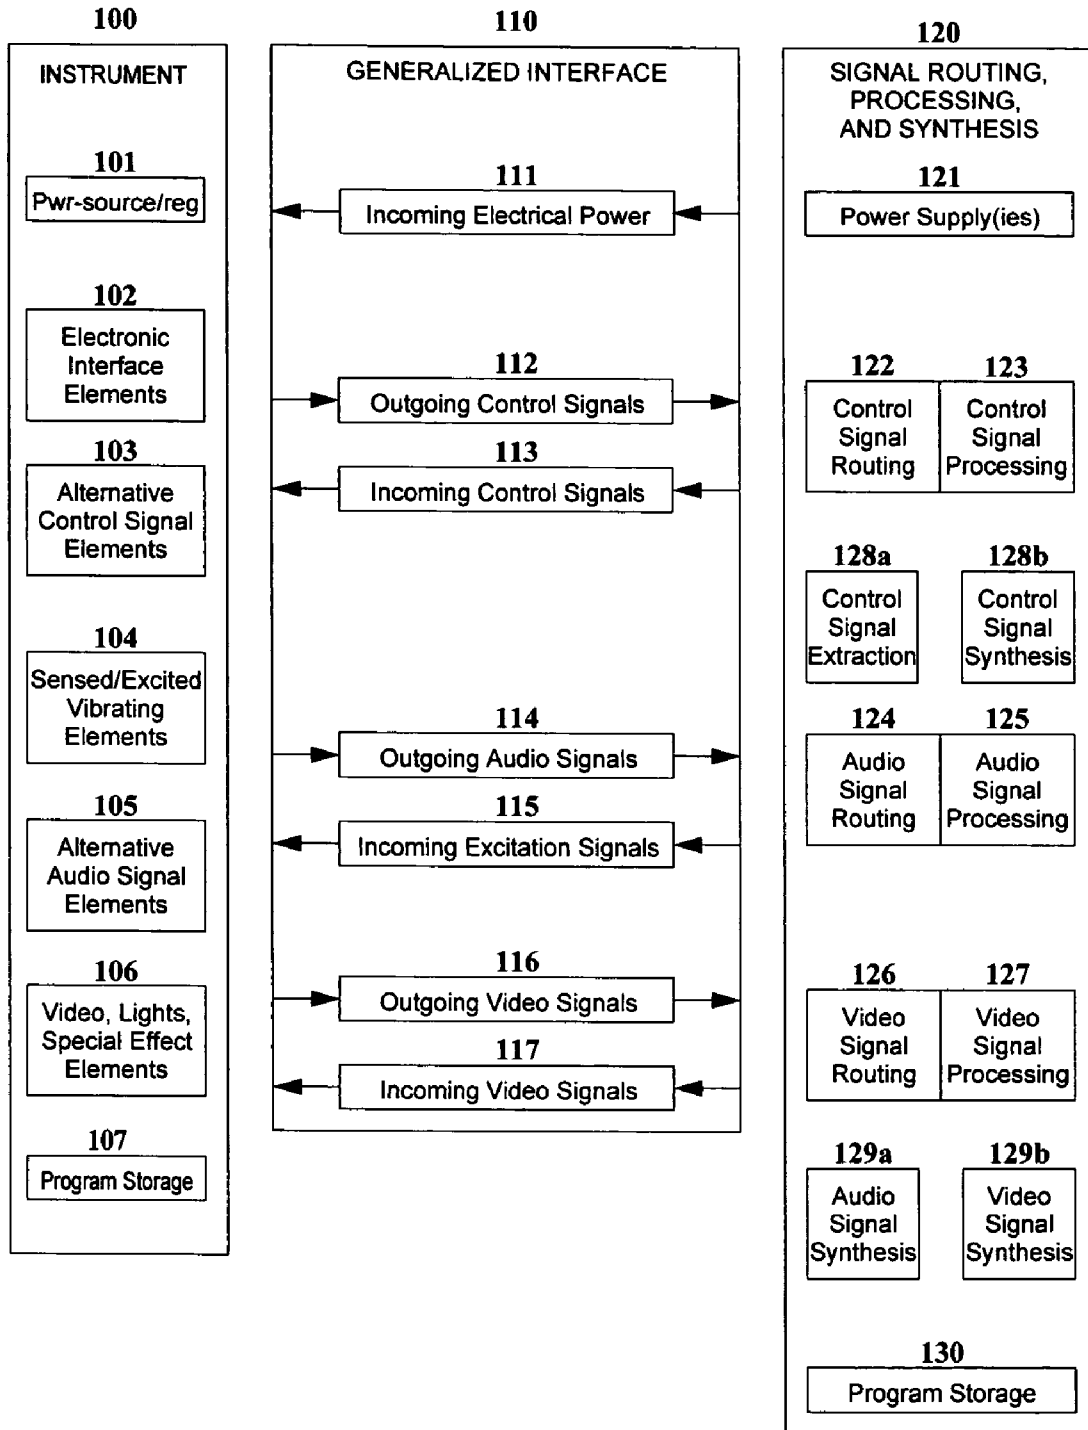 100
INSTRUMENT
101
Pwr-source/reg
102
Electronic
Interface
Elements
103
Alternative
Control Signal
Elements
104
Sensed/Excited
Vibrating
Elements
105
Alternative
Audio Signal
Elements
106
Video, Lights,
Special Effect
Elements
107
Program Storage
110
GENERALIZED INTERFACE
111
Incoming Electrical Power
112
Outgoing Control Signals
113
Incoming Control Signals
114
Outgoing Audio Signals
115
Incoming Excitation Signals
116
Outgoing Video Signals
117
Incoming Video Signals
120
SIGNAL ROUTING,
PROCESSING,
AND SYNTHESIS
121
Power Supply(ies)
122
Control
Signal
Routing
123
Control
Signal
Processing
128a
Control
Signal
Extraction
128b
Control
Signal
Synthesis
124
Audio
Signal
Routing
125
Audio
Signal
Processing
126
Video
Signal
Routing
127
Video
Signal
Processing
129a
Audio
Signal
Synthesis
129b
Video
Signal
Synthesis
130
Program Storage